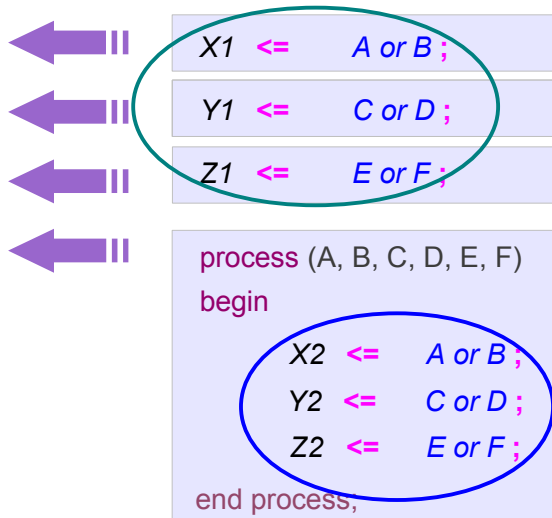 X1 <= A or B ;
Y1 <= C or D ;
Z1 <= E or F ;
process (A, B, C, D, E, F)
begin
X2 <= A or B ;
Y2 <= C or D ;
Z2 <= E or F ;
end process;